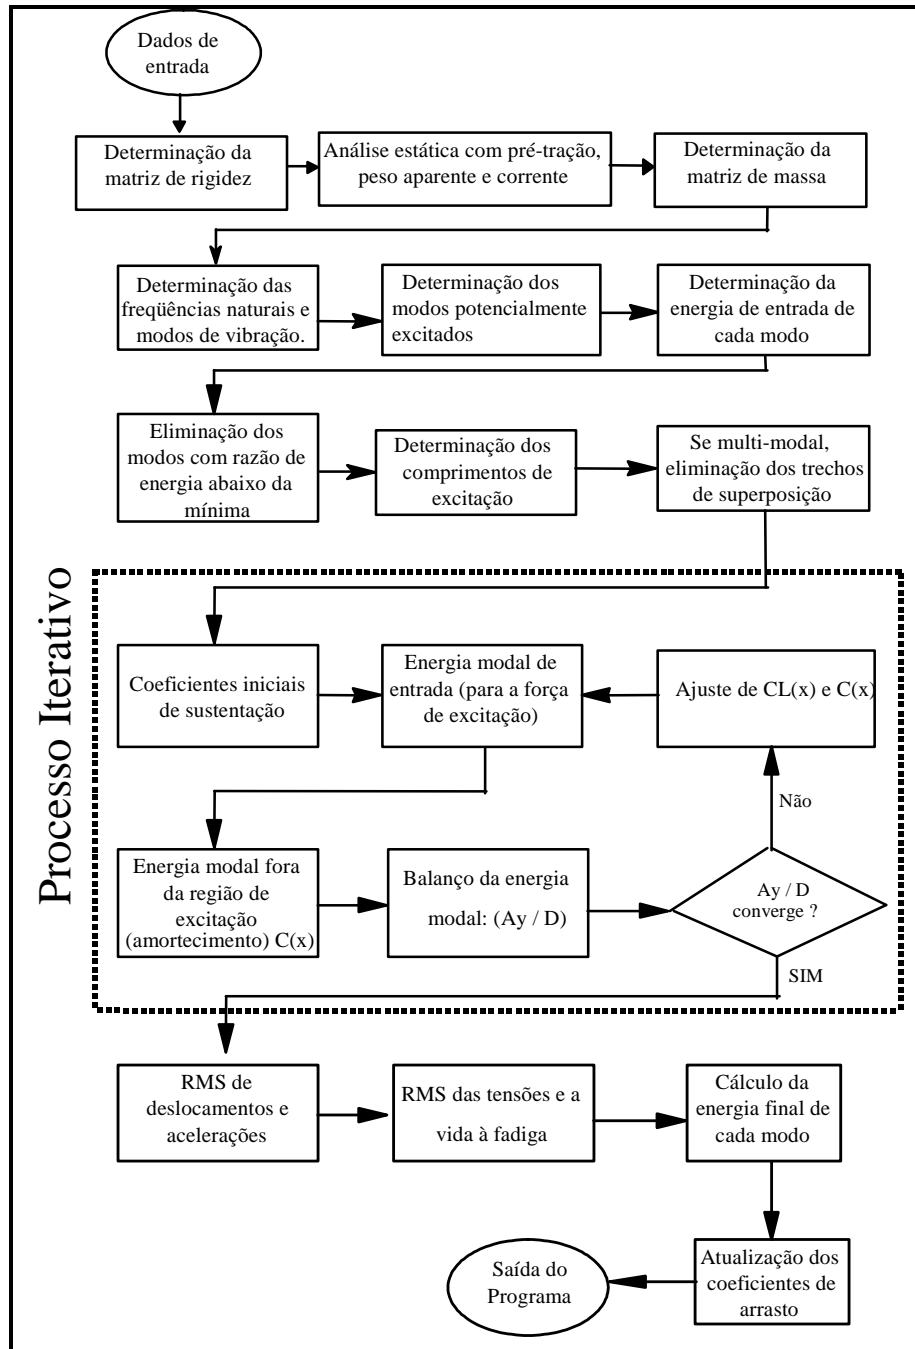 Dados de
entrada
Determinação da
matriz de rigidez
Análise estática com pré-tração,
peso aparente e corrente
Determinação da
matriz de massa
Determinação das
freqüências naturais e
modos de vibração.
Determinação dos
modos potencialmente
excitados
Determinação da
energia de entrada de
cada modo
Eliminação dos
modos com razão de
energia abaixo da
mínima
Determinação dos
comprimentos de
excitação
Se multi-modal,
eliminação dos trechos
de superposição
Processo Iterativo
Coeficientes iniciais
de sustentação
Energia modal de
entrada (para a força
de excitação)
Ajuste de CL(x) e C(x)
Não
Energia modal fora
da região de
excitação
(amortecimento) C(x)
Balanço da energia
modal: (Ay / D)
Ay / D
converge ?
SIM
RMS de
deslocamentos e
acelerações
RMS das tensões e a
vida à fadiga
Cálculo da
energia final de
cada modo
Atualização dos
coeficientes de
arrasto
Saída do
Programa